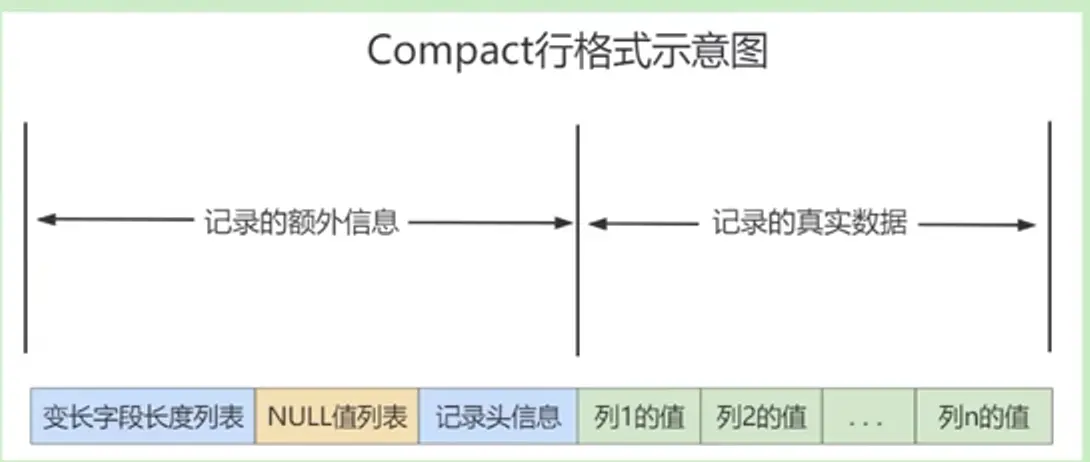 Compact行格式示意图
记录的额外信息
记录的真实数据
变长字段长度列表
NULL值列表
记录头信息
列1的值
列2的值
...
列n的值